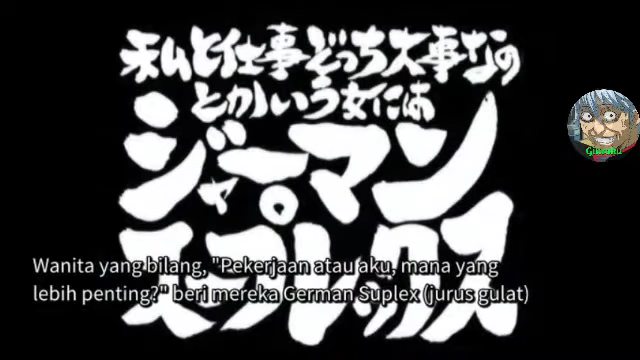 私と仕事どっち大事なの
とかいう女には
ジャーマン
スープレックス
Wanita yang bilang, "Pekerjaan atau aku, mana yang
lebih penting?" beri mereka German Suplex (jurus gulat)